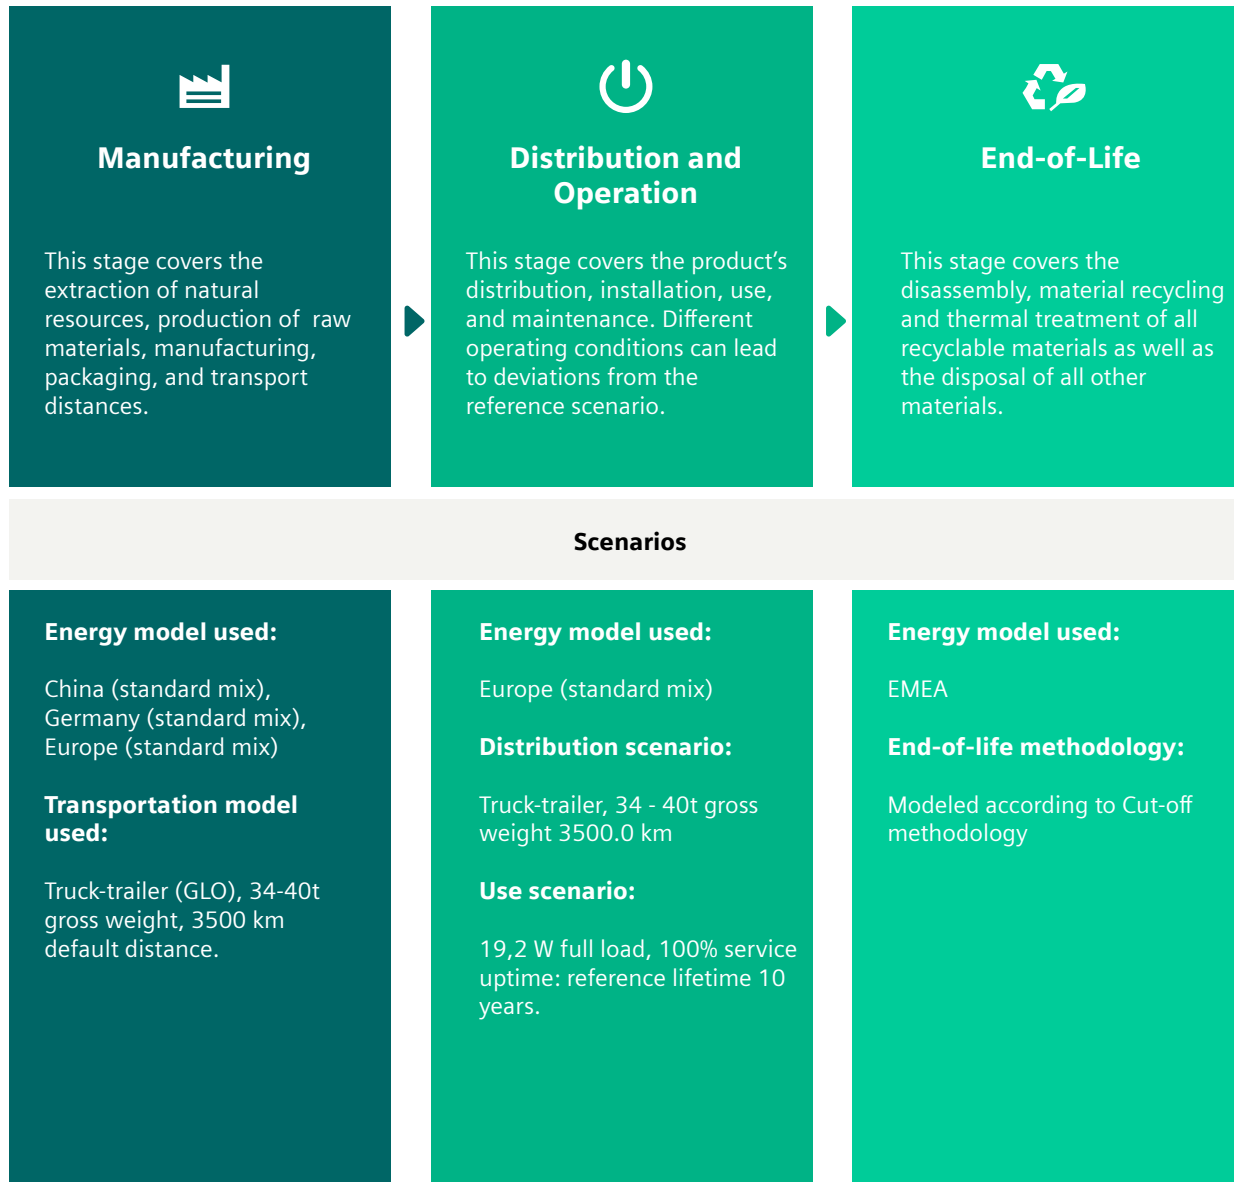 Manufacturing
This stage covers the
extraction of natural
resources, production of  raw
materials, manufacturing,
packaging, and transport
distances.
Distribution and
Operation
This stage covers the product’s
distribution, installation, use,
and maintenance. Different
operating conditions can lead
to deviations from the
reference scenario.
End-of-Life
This stage covers the
disassembly, material recycling
and thermal treatment of all
recyclable materials as well as
the disposal of all other
materials.
Scenarios
Energy model used:
China (standard mix),
Germany (standard mix),
Europe (standard mix)
Transportation model
used:
Truck-trailer (GLO), 34-40t
gross weight, 3500 km
default distance.
Energy model used:
Europe (standard mix)
Distribution scenario:
Truck-trailer, 34 - 40t gross
weight 3500.0 km
Use scenario:
19,2 W full load, 100% service
uptime: reference lifetime 10
years.
Energy model used:
EMEA
End-of-life methodology:
Modeled according to Cut-off
methodology